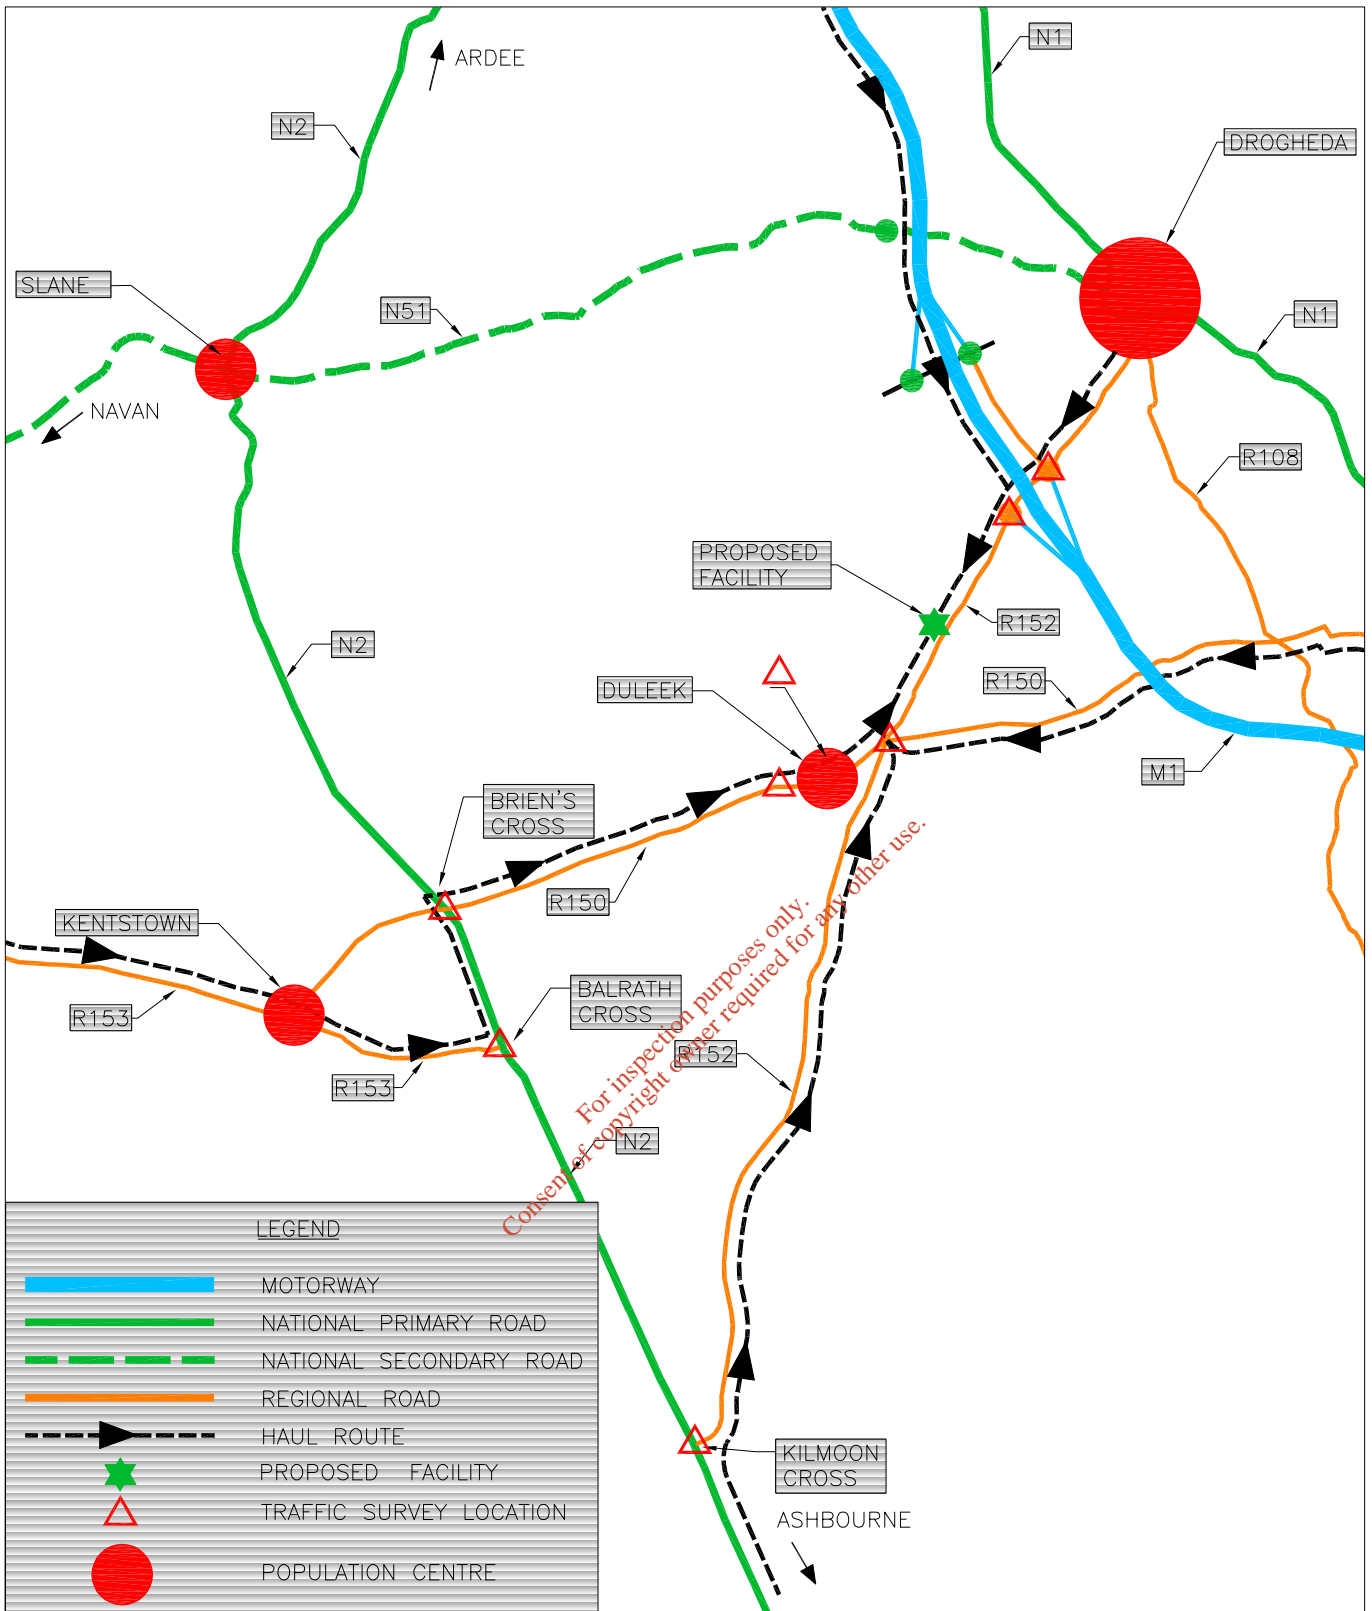 N1
ARDEE
N2
DROGHEDA
SLANE
N51
N1
NAVAN
R108
PROPOSED
FACILITY
R152
N2
R150
DULEEK
M1
BRIEN'S
CROSS
R150
KENTSTOWN
BALRATH
CROSS
R153
R152
R153
N2
For inspection purposes only.
Consent of copyright owner required for any other use.
LEGEND
MOTORWAY
NATIONAL PRIMARY ROAD
NATIONAL SECONDARY ROAD
REGIONAL ROAD
HAUL ROUTE
PROPOSED FACILITY
TRAFFIC SURVEY LOCATION
POPULATION CENTRE
KILMOON
CROSS
ASHBOURNE